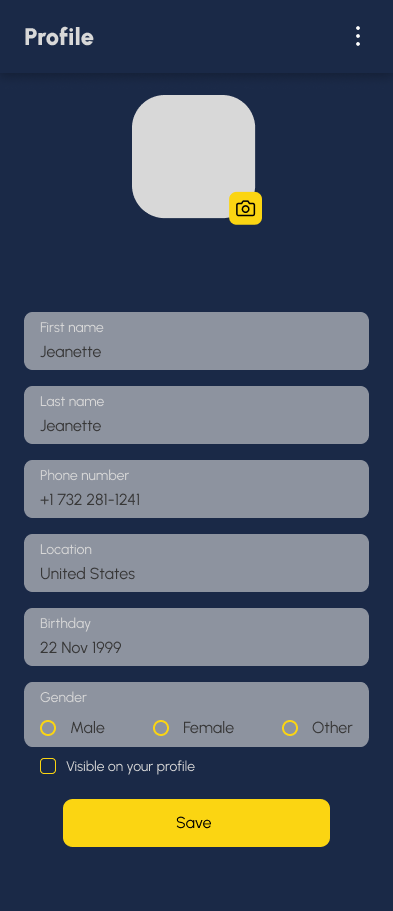 Profile
First name
Jeanette
Last name
Jeanette
Phone number
+1 732 281-1241
Location
United States
Birthday
22 Nov 1999
Gender
Male Female Other
Visible on your profile
Save